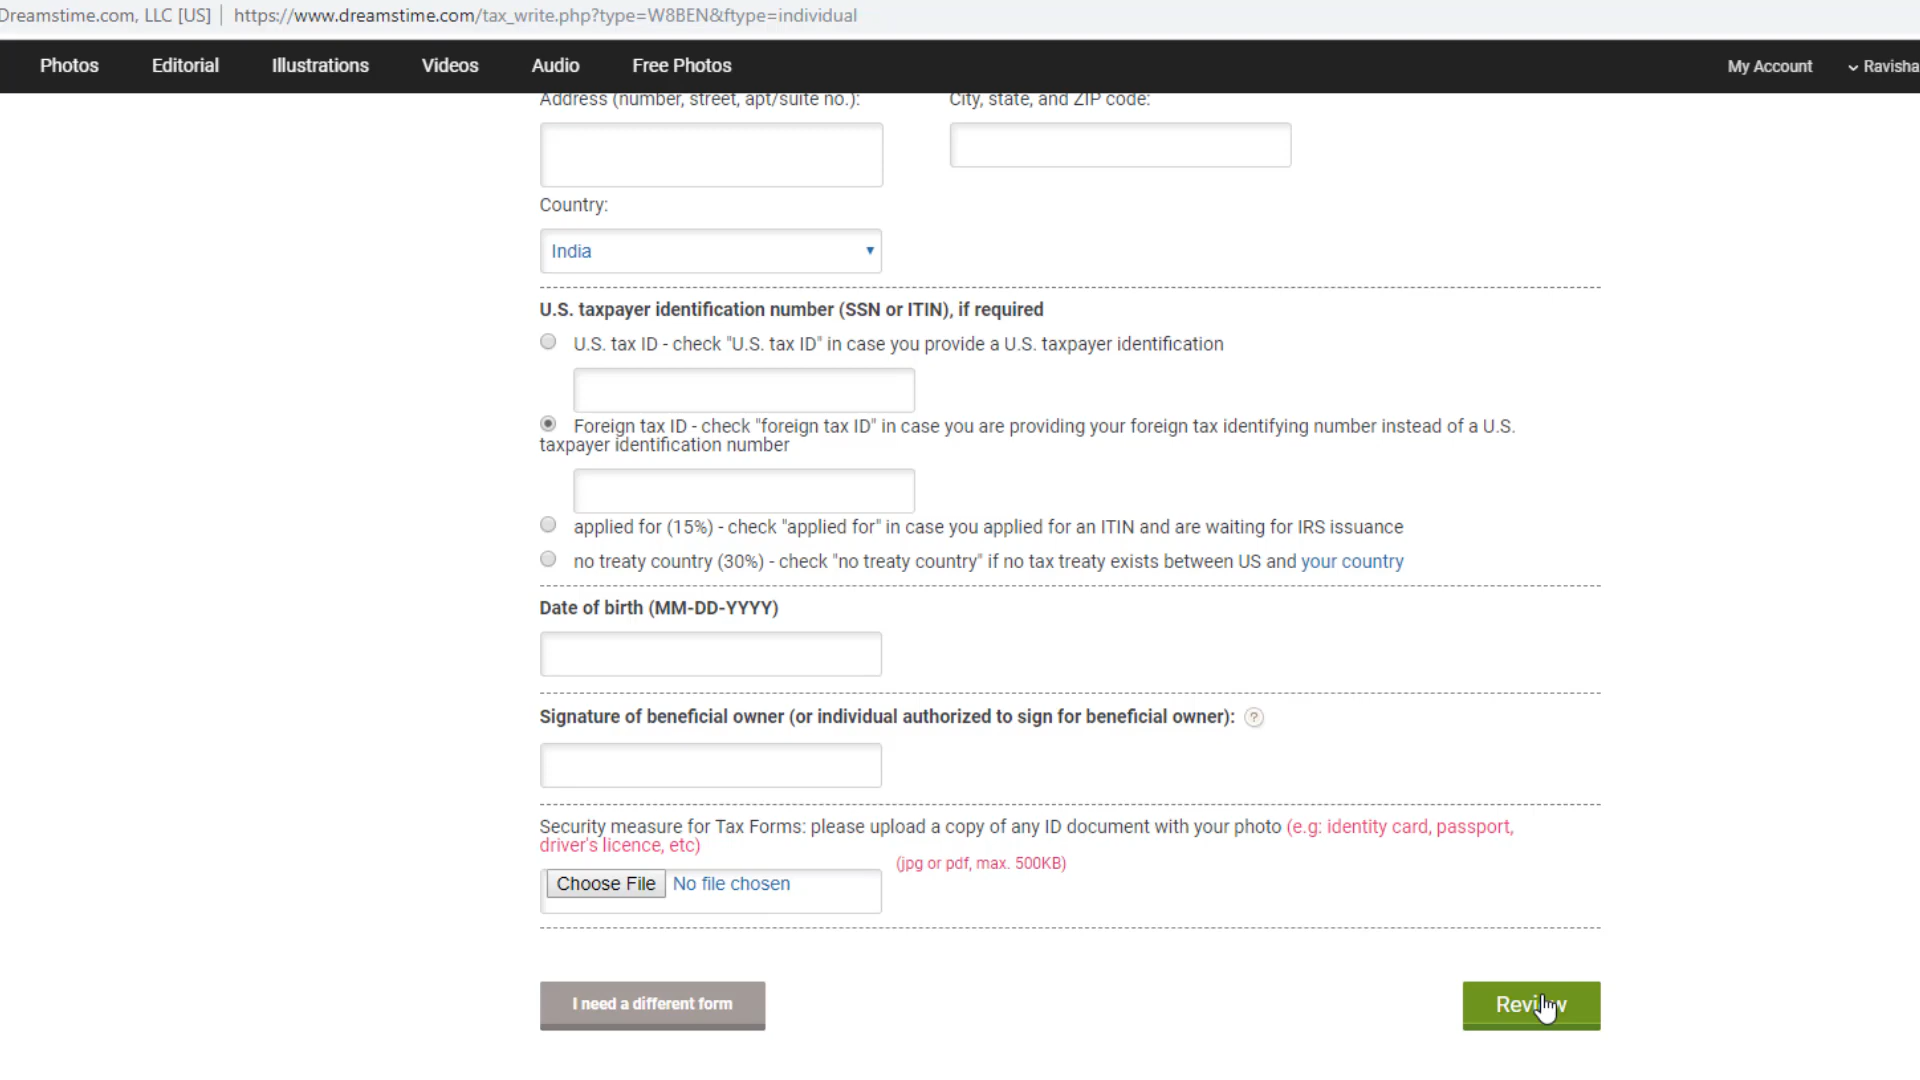 Dreamstime.com, LLC [US] https://www.dreamstime.com/tax_write.php?type=W8BEN&ftype=individual
Photos Editorial Illustrations Videos Audio Free Photos My Account Ravisha
Address (number, street, apt/suite no.): City, state, and ZIP code:
Country:
India
U.S. taxpayer identification number (SSN or ITIN), if required
U.S. tax ID - check "U.S. tax ID" in case you provide a U.S. taxpayer identification
Foreign tax ID - check "foreign tax ID" in case you are providing your foreign tax identifying number instead of a U.S.
taxpayer identification number
applied for (15%) - check "applied for" in case you applied for an ITIN and are waiting for IRS issuance
no treaty country (30%) - check "no treaty country" if no tax treaty exists between US and your country
Date of birth (MM-DD-YYYY)
Signature of beneficial owner (or individual authorized to sign for beneficial owner): ?
Security measure for Tax Forms: please upload a copy of any ID document with your photo (e.g: identity card, passport,
driver's licence, etc)
(jpg or pdf, max. 500KB)
Choose File No file chosen
I need a different form Review